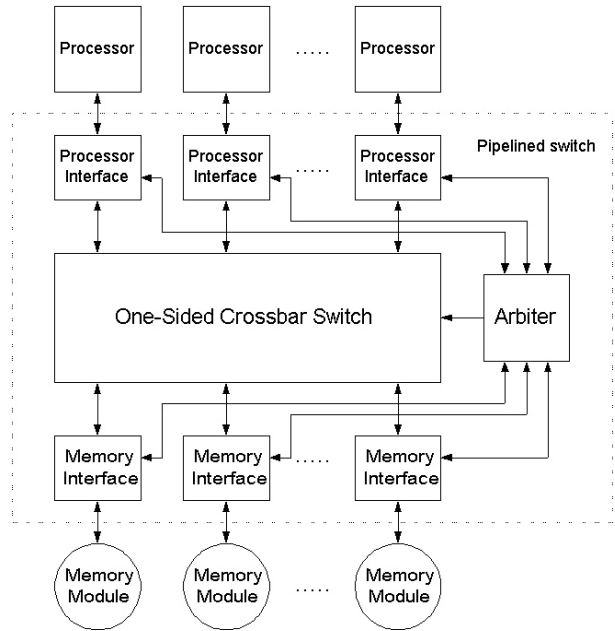 Processor
Processor
.....
Processor
Processor
Interface
Processor
Interface
.....
Processor
Interface
Pipelined switch
One-Sided Crossbar Switch
Arbiter
Memory
Interface
Memory
Interface
.....
Memory
Interface
Memory
Module
Memory
Module
.....
Memory
Module